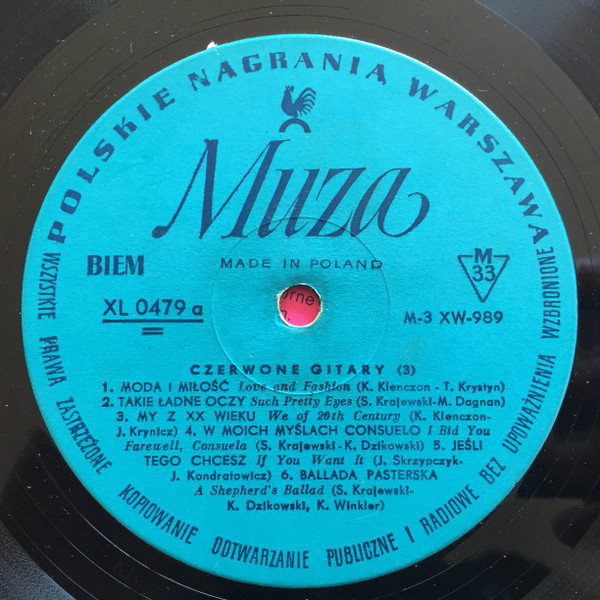 POLSKIE NAGRANIA WARSZAWA
Muza
BIEM
MADE IN POLAND
M
33
XL 0479 a
M-3 XW-989
CZERWONE GITARY (3)
1. MODA I MIŁOŚĆ Love and Fashion (K. Klenczon - T. Krystyn)
2. TAKIE ŁADNE OCZY Such Pretty Eyes (S. Krajewski-M. Dagnan)
3. MY Z XX WIEKU We of 20th Century (K. Klenczon-
J. Krynicz) 4. W MOICH MYŚLACH CONSUELO I Bid You
Farewell, Consuela (S. Krajewski-K. Dzikowski) 5. JEŚLI
TEGO CHCESZ If You Want It (J. Skrzypczyk-
J. Kondratowicz) 6. BALLADA PASTERSKA
A Shepherd's Ballad (S. Krajewski-
K. Dzikowski, K. Winkler)
WSZYSTKIE PRAWA ZASTRZEŻONE KOPIOWANIE ODTWARZANIE PUBLICZNE I RADIOWE BEZ UPOWAŻNIENIA WZBRONIONE